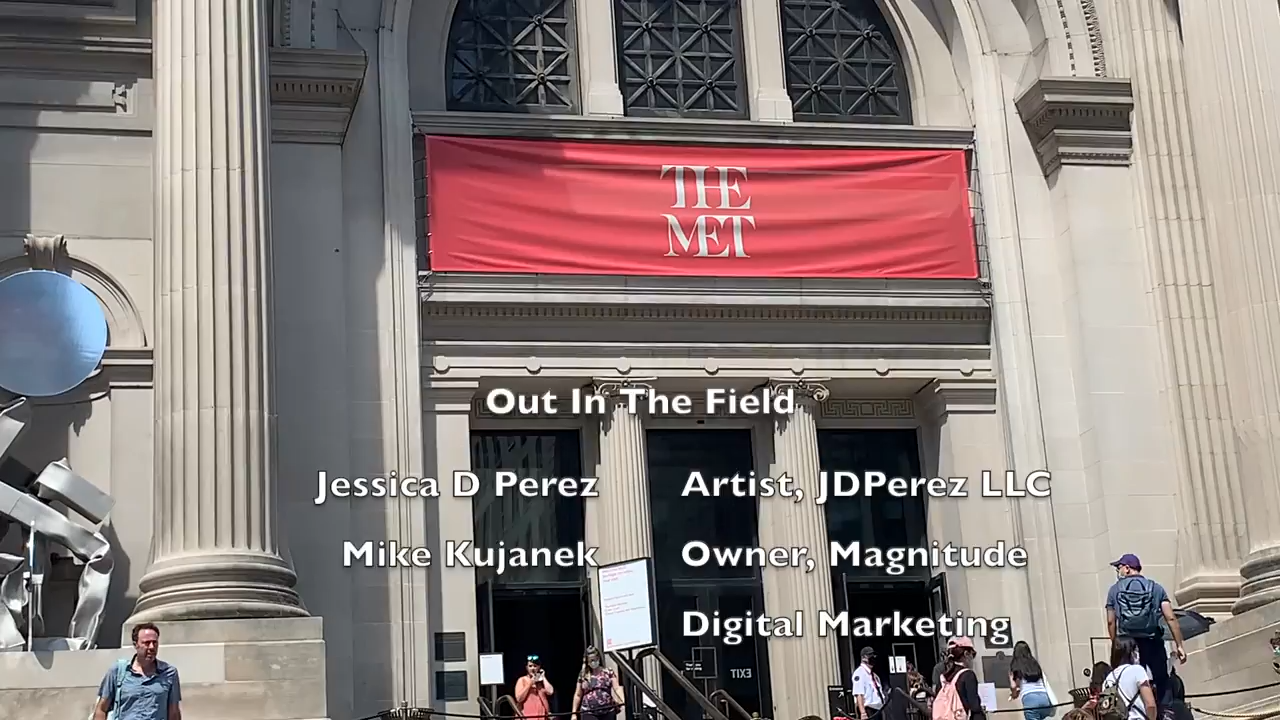 THE
MET
Out In The Field
Jessica D Perez Artist, JDPerez LLC
Mike Kujanek Owner, Magnitude
Digital Marketing
EXIT